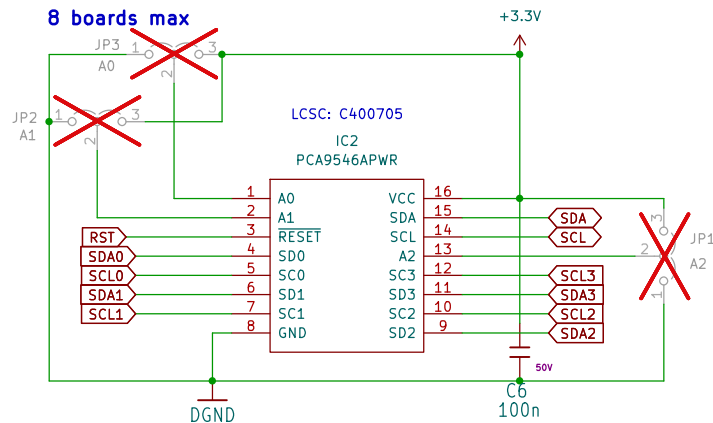 8 boards max
+3.3V
JP3
1
3
A0
2
JP2
1
3
A1
2
LCSC: C400705
IC2
PCA9546APWR
1 A0 VCC 16
2 A1 SDA 15 SDA
RST 3 RESET SCL 14 SCL
SDA0 4 SD0 A2 13
SCL0 5 SC0 SC3 12 SCL3
SDA1 6 SD1 SD3 11 SDA3
SCL1 7 SC1 SC2 10 SCL2
8 GND SD2 9 SDA2
3
JP1
2
A2
1
50V
C6
100n
DGND